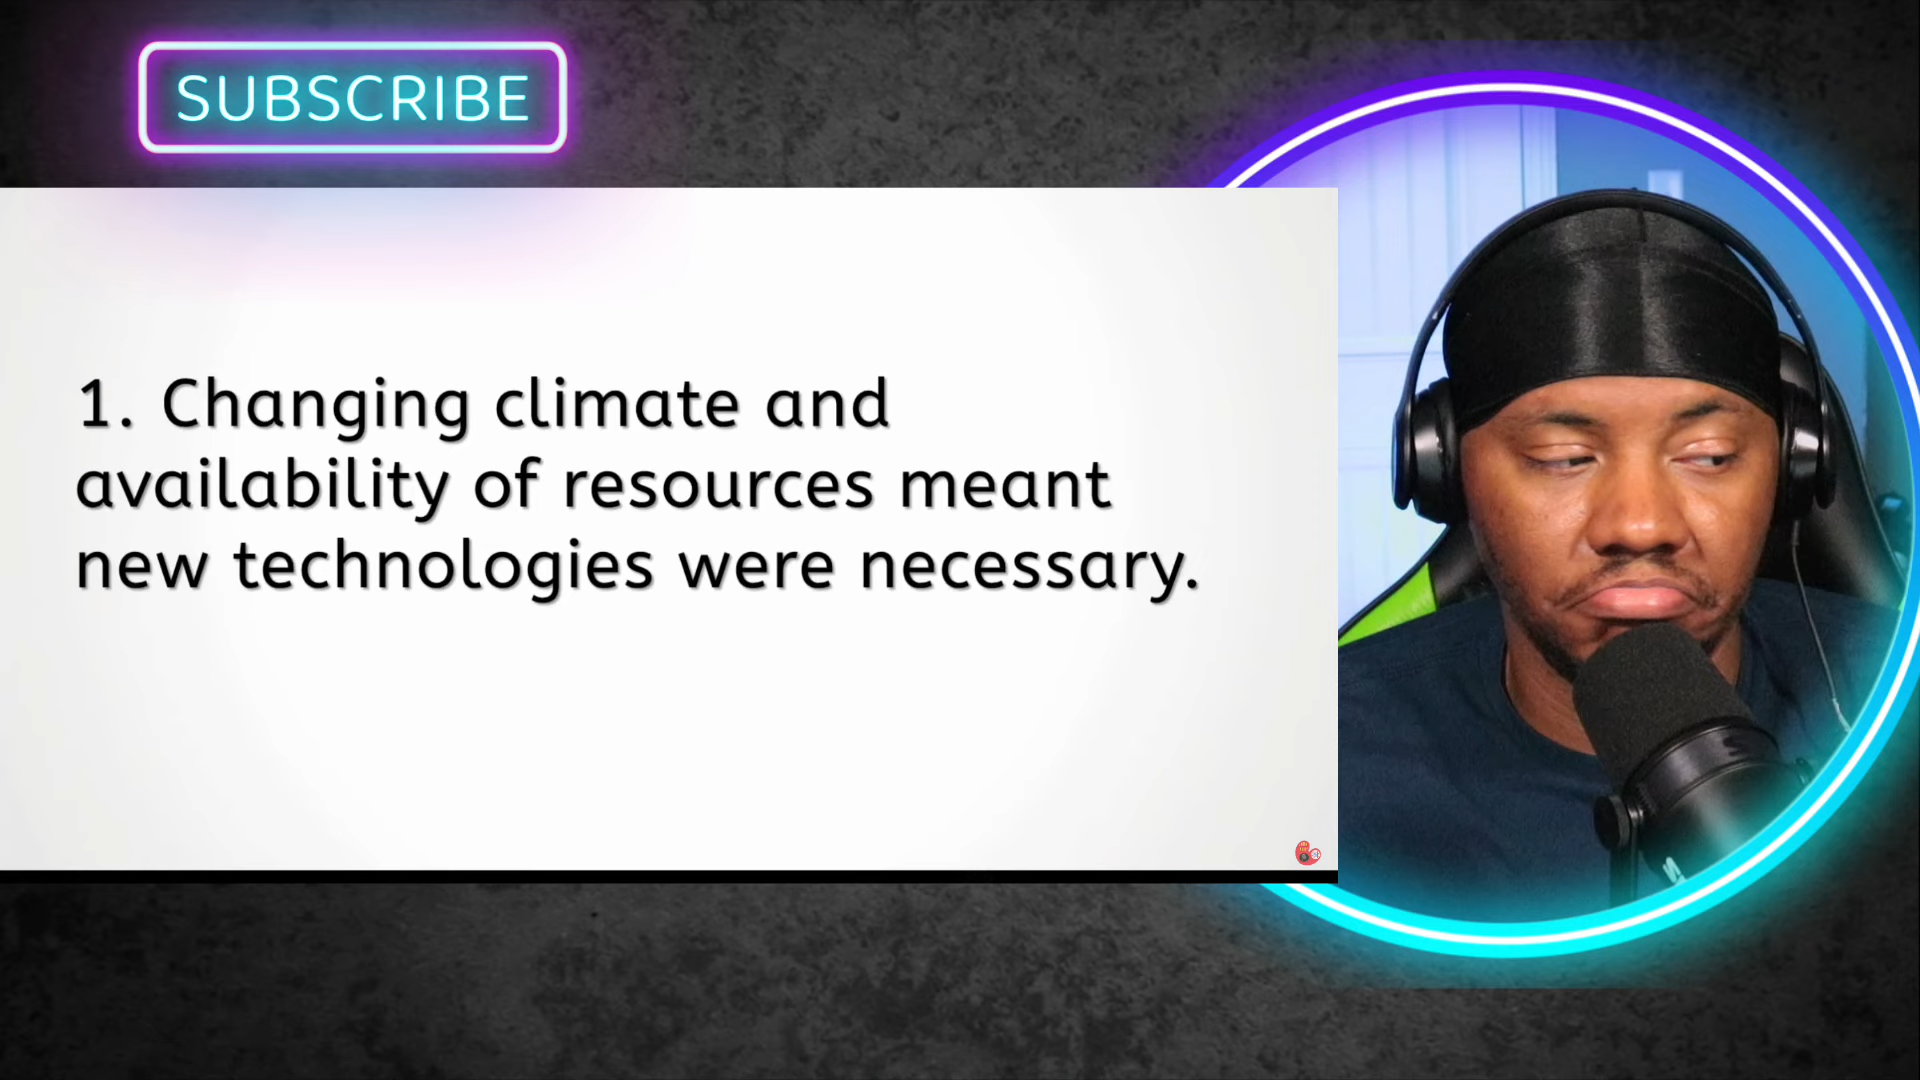 SUBSCRIBE
1. Changing climate and
availability of resources meant
new technologies were necessary.